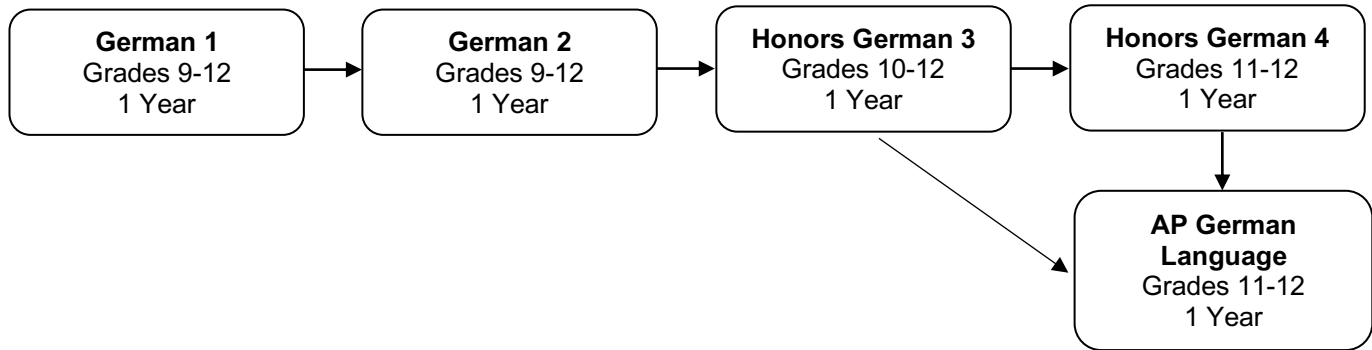 German 1
Grades 9-12
1 Year
German 2
Grades 9-12
1 Year
Honors German 3
Grades 10-12
1 Year
Honors German 4
Grades 11-12
1 Year
AP German
Language
Grades 11-12
1 Year